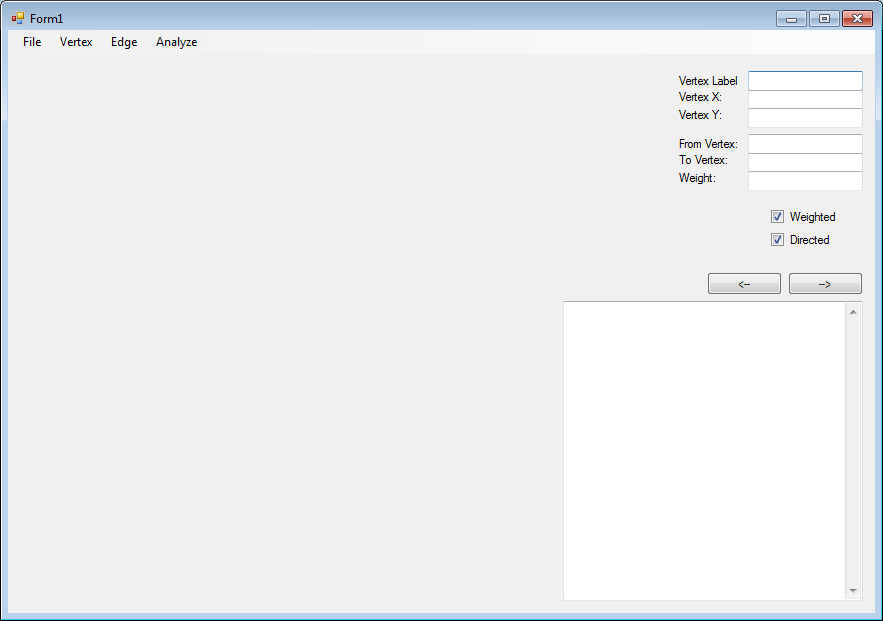 Form1
File Vertex Edge Analyze
Vertex Label
Vertex X:
Vertex Y:
From Vertex:
To Vertex:
Weight:
Weighted
Directed
<-- -->